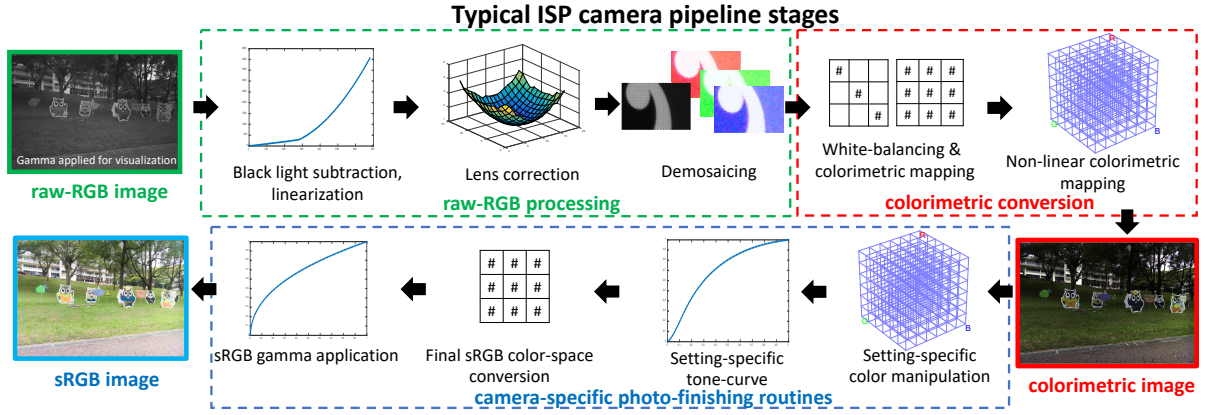 Typical ISP camera pipeline stages
Gamma applied for visualization
raw-RGB image
Black light subtraction,
linearization
Lens correction
Demosaicing
raw-RGB processing
# # # # # # # # # # # #
White-balancing &
colorimetric mapping
R
G
B
Non-linear colorimetric
mapping
colorimetric conversion
sRGB image
sRGB gamma application
# # #
# # #
# # #
Final sRGB color-space
conversion
Setting-specific
tone-curve
R
G
B
Setting-specific
color manipulation
camera-specific photo-finishing routines
colorimetric image